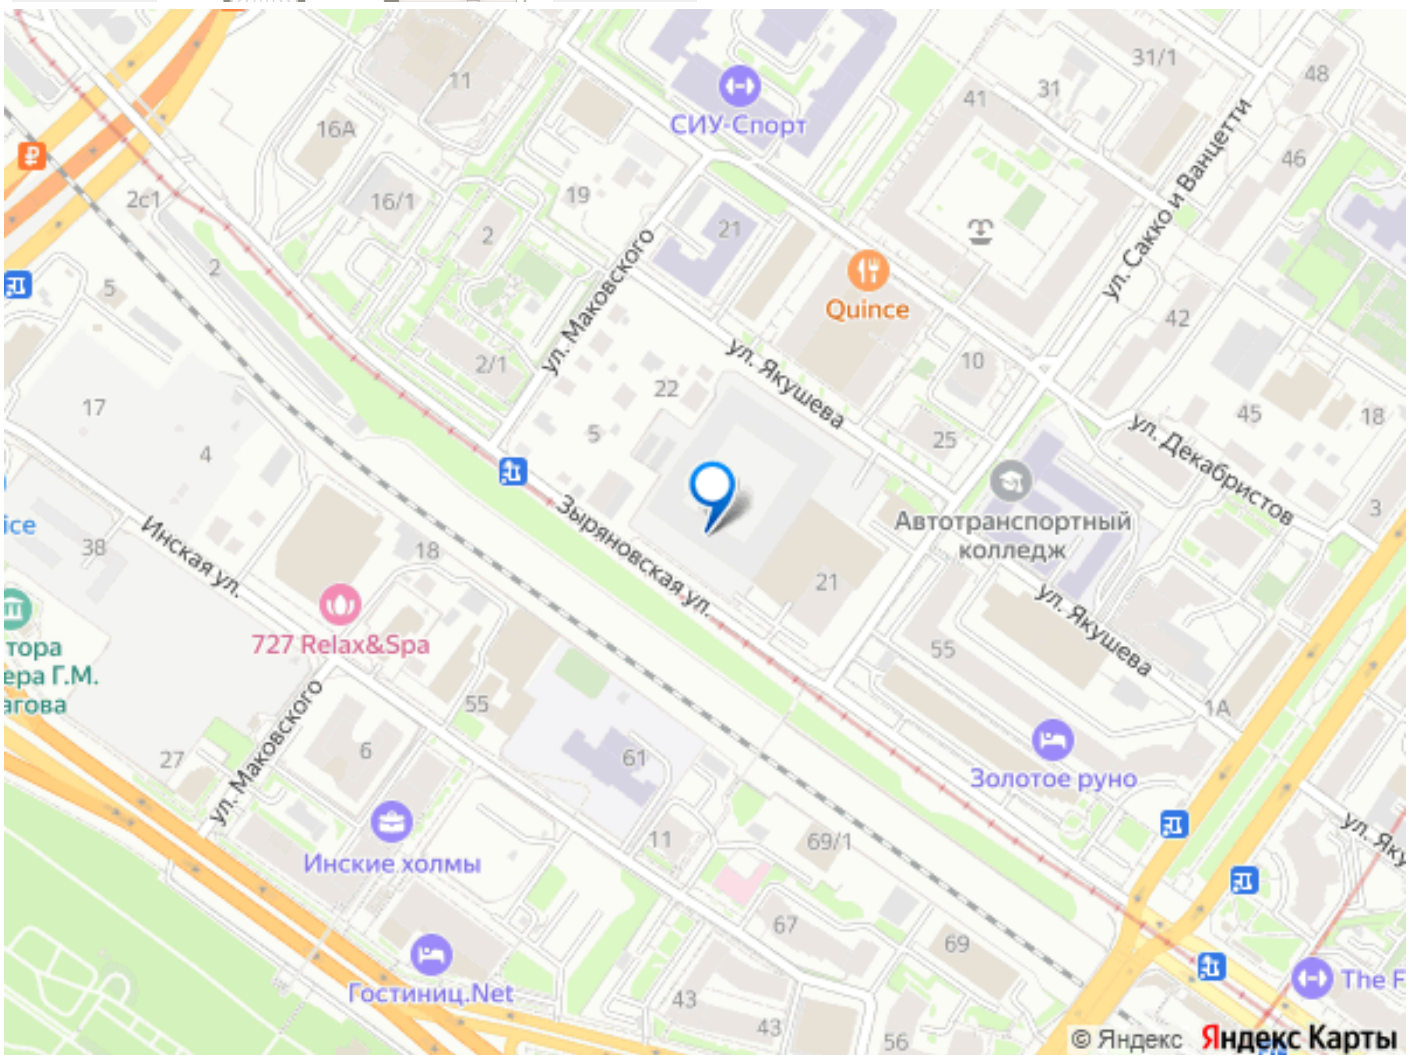 11
СИУ-Спорт
31/1
48
31
41
16А
46
2с1
16/1
19
2
21
ул. Маковского
ул. Сакко и Ванцетти
2
5
Quince
42
2/1
ул. Якушева
10
22
17
45
18
5
25
ул. Декабристов
4
3
Зыряновская ул.
Автотранспортный
колледж
ice
38
Инская ул.
18
21
ул. Якушева
727 Relax&Spa
тора
ера Г.М.
агова
55
55
1А
ул. Маковского
27
6
61
Золотое руно
Инские холмы
11
69/1
ул. Яку
67
69
Гостиниц.Net
43
43
56
The F
© Яндекс Яндекс Карты